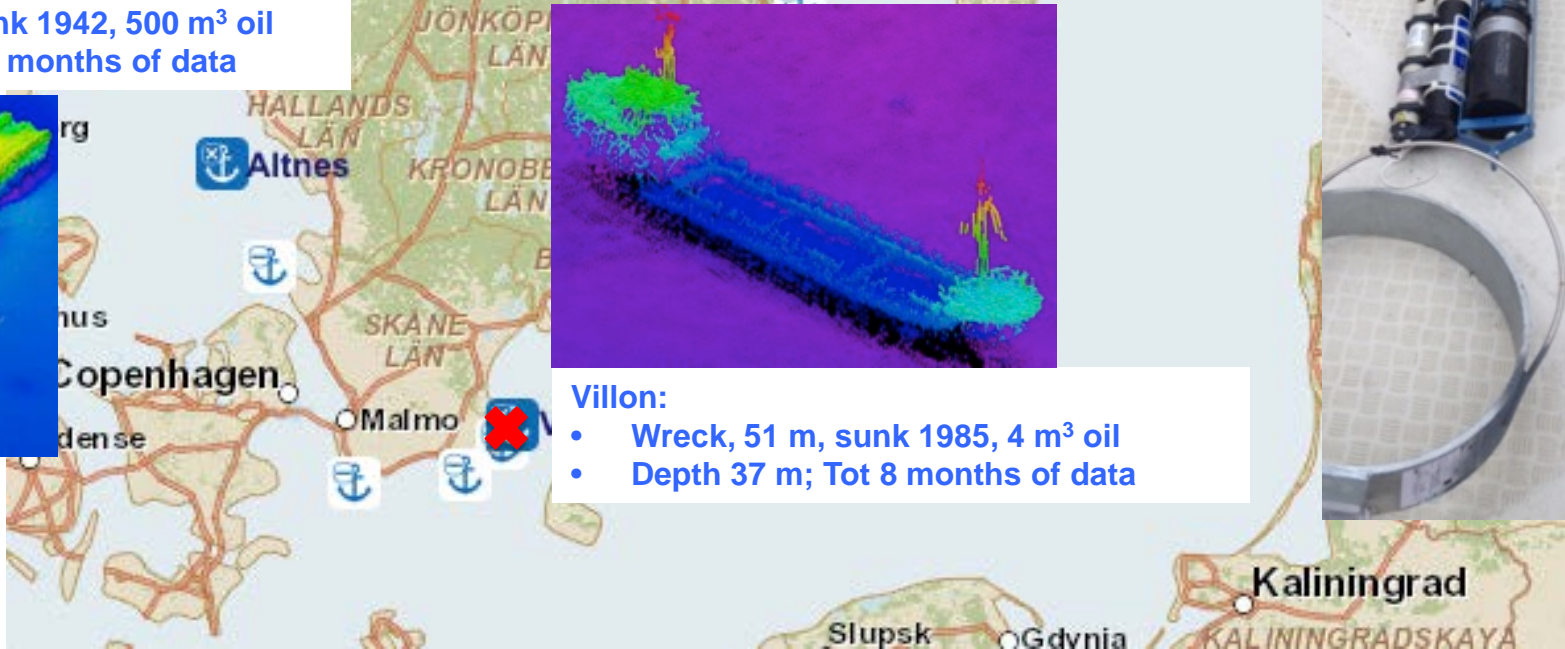 sunk 1942, 500 m³ oil
months of data
JÖNKÖPI
LÄN
HALLANDS
LÄN
rg
Altnes
KRONOBE
LÄN
B
nus
SKÅNE
LÄN
Copenhagen
Malmo
V
dense
Villon:
• Wreck, 51 m, sunk 1985, 4 m³ oil
• Depth 37 m; Tot 8 months of data
Kaliningrad
Slupsk
Gdynia
KALININGRADSKAYA